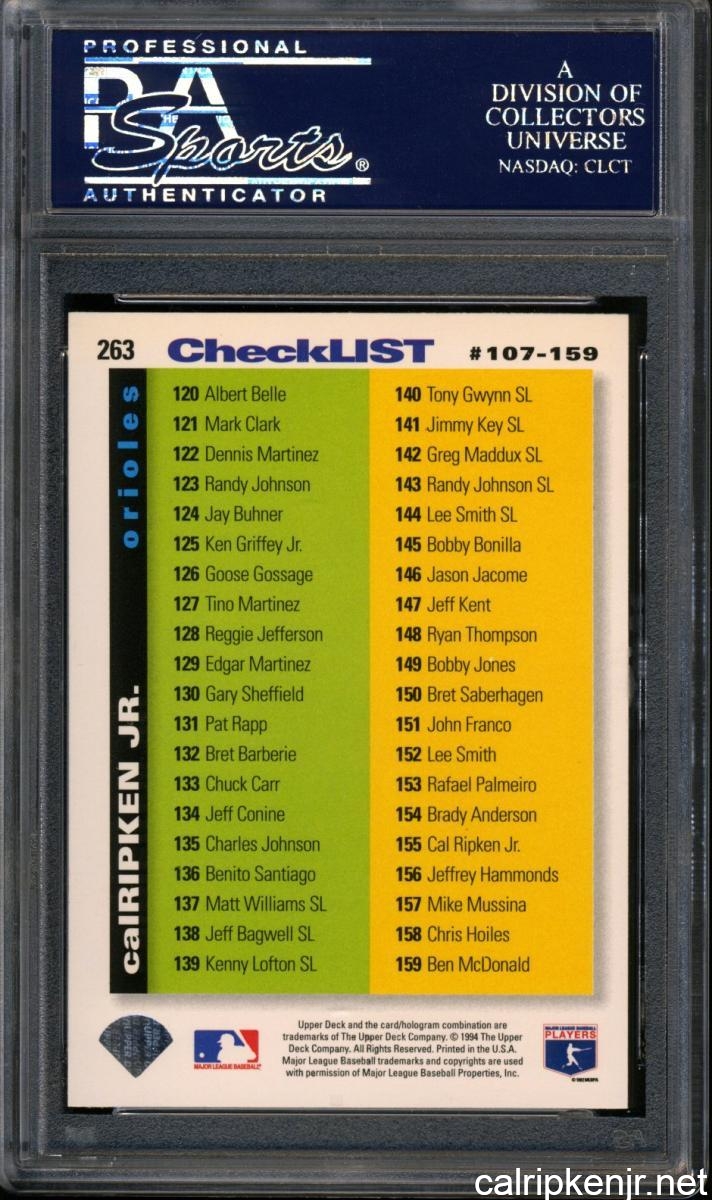 PROFESSIONAL
PSA
Sports®
AUTHENTICATOR
A
DIVISION OF
COLLECTORS
UNIVERSE
NASDAQ: CLCT
263 CheckLIST #107-159
orioles
calRIPKEN JR.
120 Albert Belle
121 Mark Clark
122 Dennis Martinez
123 Randy Johnson
124 Jay Buhner
125 Ken Griffey Jr.
126 Goose Gossage
127 Tino Martinez
128 Reggie Jefferson
129 Edgar Martinez
130 Gary Sheffield
131 Pat Rapp
132 Bret Barberie
133 Chuck Carr
134 Jeff Conine
135 Charles Johnson
136 Benito Santiago
137 Matt Williams SL
138 Jeff Bagwell SL
139 Kenny Lofton SL
140 Tony Gwynn SL
141 Jimmy Key SL
142 Greg Maddux SL
143 Randy Johnson SL
144 Lee Smith SL
145 Bobby Bonilla
146 Jason Jacome
147 Jeff Kent
148 Ryan Thompson
149 Bobby Jones
150 Bret Saberhagen
151 John Franco
152 Lee Smith
153 Rafael Palmeiro
154 Brady Anderson
155 Cal Ripken Jr.
156 Jeffrey Hammonds
157 Mike Mussina
158 Chris Hoiles
159 Ben McDonald
MAJOR LEAGUE BASEBALL
Upper Deck and the card/hologram combination are
trademarks of The Upper Deck Company. © 1994 The Upper
Deck Company. All Rights Reserved. Printed in the U.S.A.
Major League Baseball trademarks and copyrights are used
with permission of Major League Baseball Properties, Inc.
MAJOR LEAGUE BASEBALL
PLAYERS
calripkenjr.net